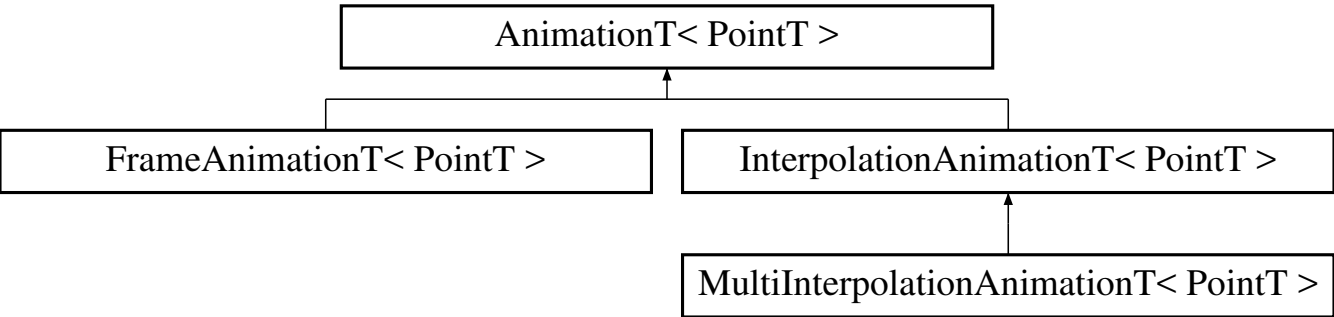 AnimationT< PointT >
FrameAnimationT< PointT >
InterpolationAnimationT< PointT >
MultiInterpolationAnimationT< PointT >